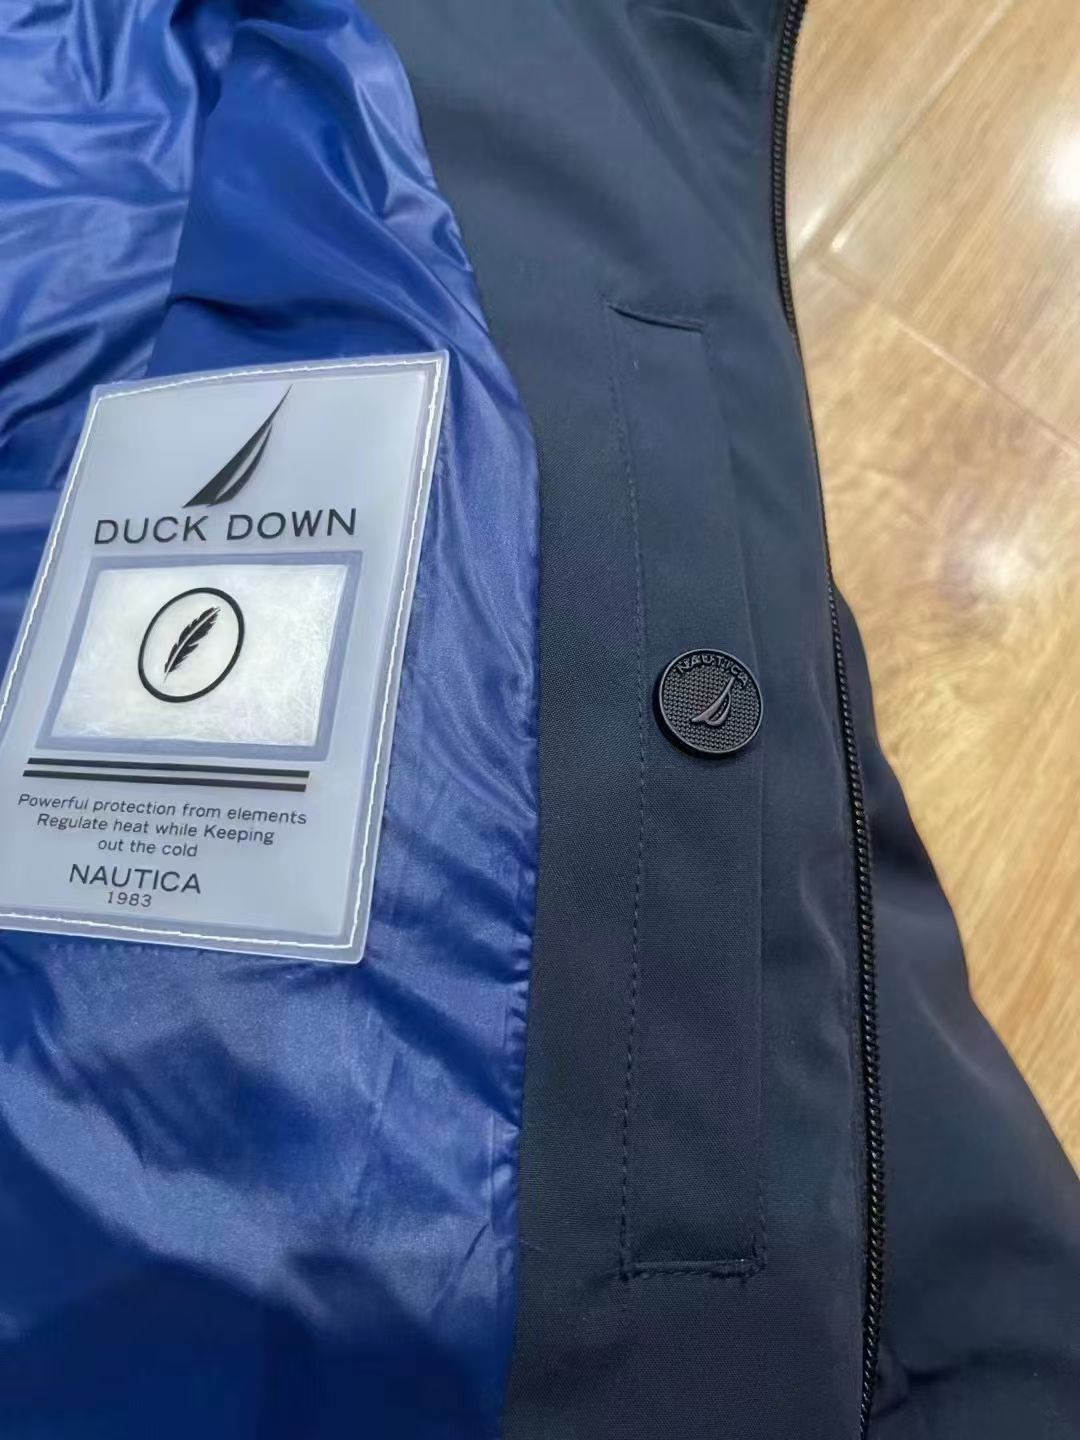 DUCK DOWN
Powerful protection from elements
Regulate heat while Keeping
out the cold
NAUTICA
1983
NAUTICA